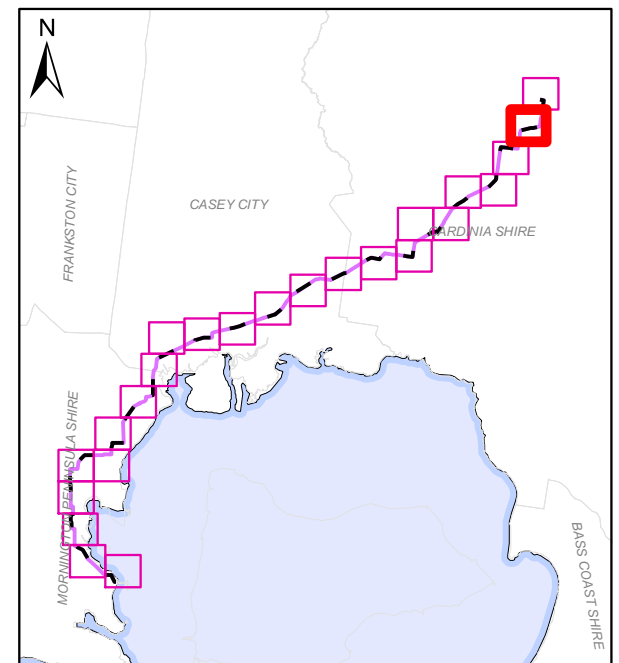 N
FRANKSTON CITY
CASEY CITY
CARDINIA SHIRE
MORNINGTON PENINSULA SHIRE
BASS COAST SHIRE